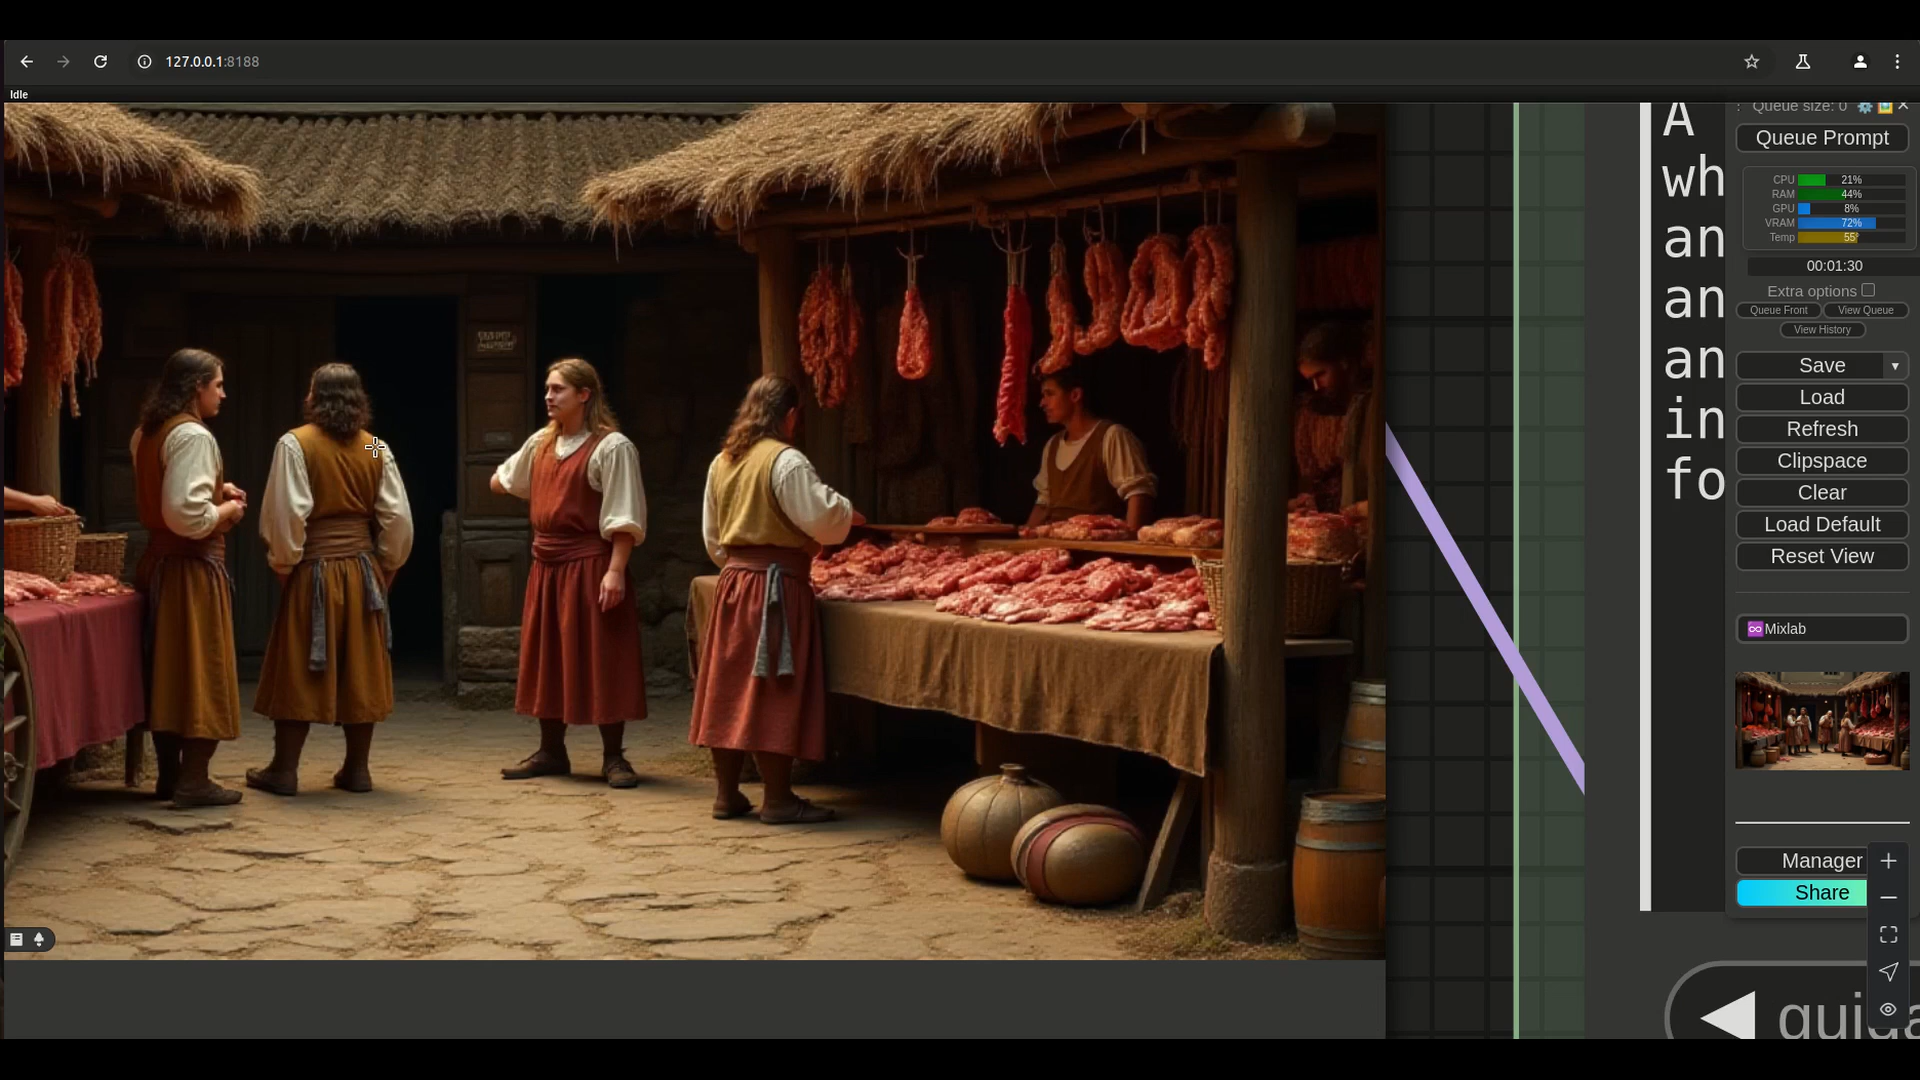 127.0.0.1:8188
Idle
Queue size: 0
Queue Prompt
CPU 21%
RAM 44%
GPU 8%
VRAM 72%
Temp 55°
00:01:30
Extra options
Queue Front View Queue
View History
Save
Load
Refresh
Clipspace
Clear
Load Default
Reset View
Mixlab
Manager
Share
A
wh
an
an
an
in
fo